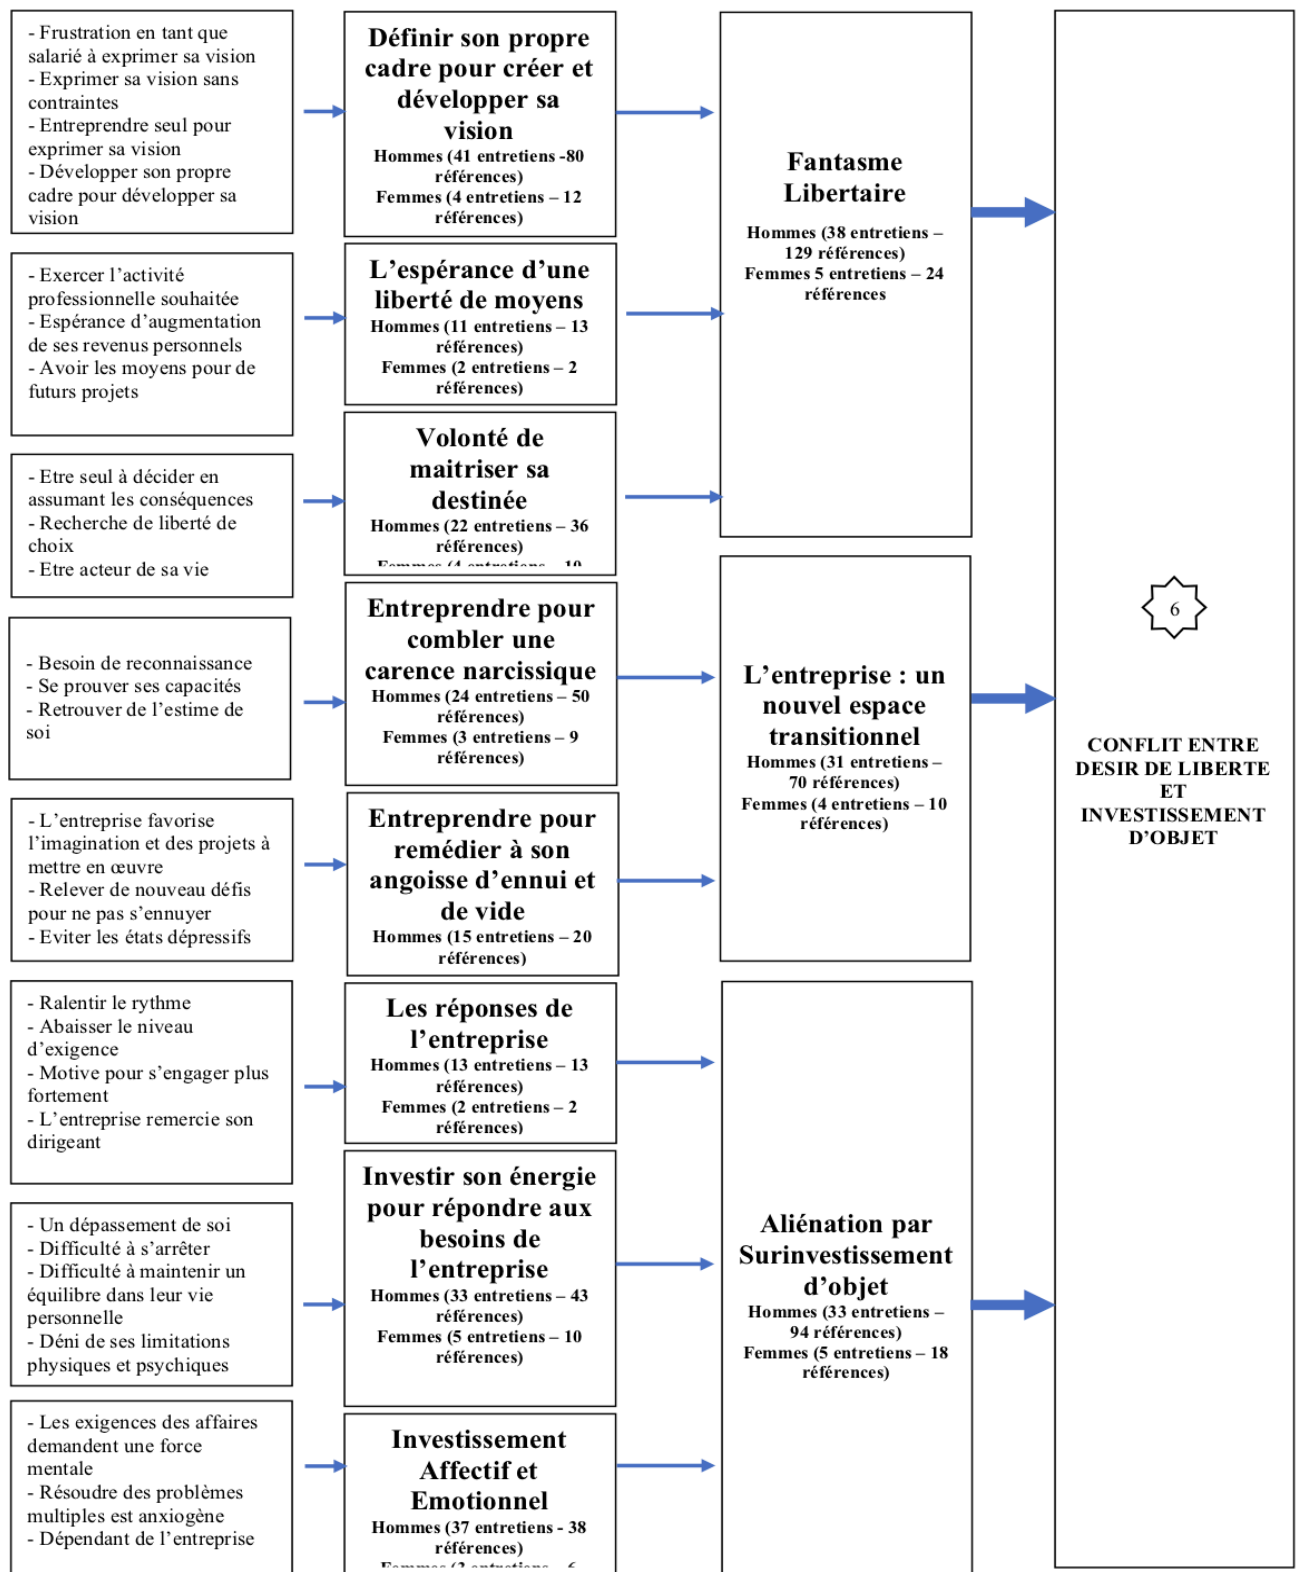 - Frustration en tant que
salarié à exprimer sa vision
- Exprimer sa vision sans
contraintes
- Entreprendre seul pour
exprimer sa vision
- Développer son propre
cadre pour développer sa
vision
Définir son propre
cadre pour créer et
développer sa
vision
Hommes (41 entretiens -80
références)
Femmes (4 entretiens – 12
références)
- Exercer l’activité
professionnelle souhaitée
- Espérance d’augmentation
de ses revenus personnels
- Avoir les moyens pour de
futurs projets
L’espérance d’une
liberté de moyens
Hommes (11 entretiens – 13
références)
Femmes (2 entretiens – 2
références)
- Etre seul à décider en
assumant les conséquences
- Recherche de liberté de
choix
- Etre acteur de sa vie
Volonté de
maitriser sa
destinée
Hommes (22 entretiens – 36
références)
Femmes (4 entretiens – 10
Fantasme
Libertaire
Hommes (38 entretiens –
129 références)
Femmes 5 entretiens – 24
références
- Besoin de reconnaissance
- Se prouver ses capacités
- Retrouver de l’estime de
soi
Entreprendre pour
combler une
carence narcissique
Hommes (24 entretiens – 50
références)
Femmes (3 entretiens – 9
références)
- L’entreprise favorise
l’imagination et des projets à
mettre en œuvre
- Relever de nouveau défis
pour ne pas s’ennuyer
- Eviter les états dépressifs
Entreprendre pour
remédier à son
angoisse d’ennui et
de vide
Hommes (15 entretiens – 20
références)
L’entreprise : un
nouvel espace
transitionnel
Hommes (31 entretiens –
70 références)
Femmes (4 entretiens – 10
références)
- Ralentir le rythme
- Abaisser le niveau
d’exigence
- Motive pour s’engager plus
fortement
- L’entreprise remercie son
dirigeant
Les réponses de
l’entreprise
Hommes (13 entretiens – 13
références)
Femmes (2 entretiens – 2
références)
- Un dépassement de soi
- Difficulté à s’arrêter
- Difficulté à maintenir un
équilibre dans leur vie
personnelle
- Déni de ses limitations
physiques et psychiques
Investir son énergie
pour répondre aux
besoins de
l’entreprise
Hommes (33 entretiens – 43
références)
Femmes (5 entretiens – 10
références)
- Les exigences des affaires
demandent une force
mentale
- Résoudre des problèmes
multiples est anxiogène
- Dépendant de l’entreprise
Investissement
Affectif et
Emotionnel
Hommes (37 entretiens - 38
références)
Femmes (3 entretiens – 6
Aliénation par
Surinvestissement
d’objet
Hommes (33 entretiens –
94 références)
Femmes (5 entretiens – 18
références)
6
CONFLIT ENTRE
DESIR DE LIBERTE
ET
INVESTISSEMENT
D’OBJET